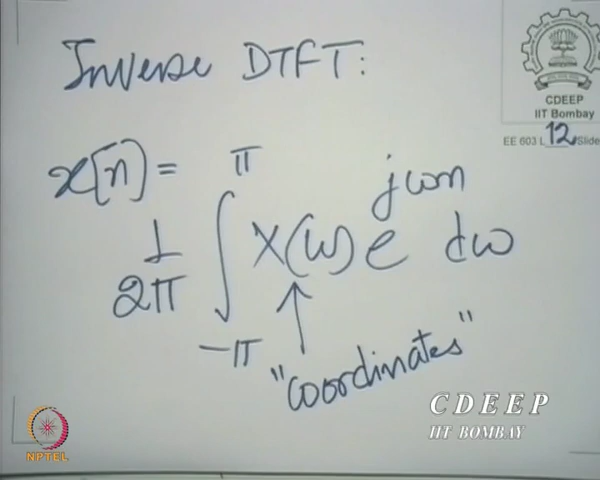 Inverse DTFT:
CDEEP
IIT Bombay
EE 603 L 12 /Slide
x[n] =
1/2π ∫_{-π}^{π} X(ω) e^{jωn} dω
"coordinates"
CDEEP
IIT BOMBAY
NPTEL